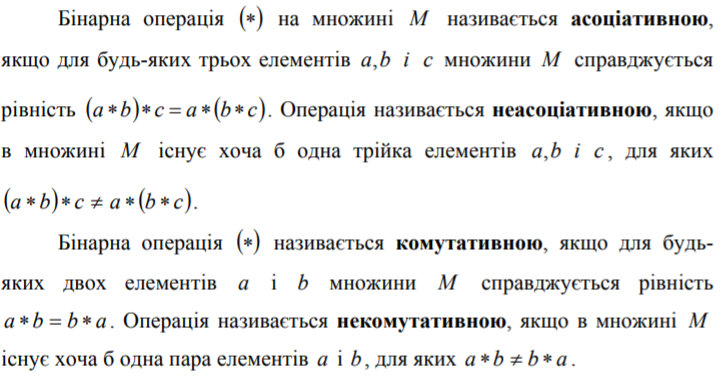 Бінарна операція (∗) на множині M називається асоціативною,
якщо для будь-яких трьох елементів a,b і c множини M справджується
рівність (a∗b)∗c = a∗(b∗c). Операція називається неасоціативною, якщо
в множині M існує хоча б одна трійка елементів a,b і c, для яких
(a∗b)∗c ≠ a∗(b∗c).
Бінарна операція (∗) називається комутативною, якщо для будь-
яких двох елементів a і b множини M справджується рівність
a∗b = b∗a. Операція називається некомутативною, якщо в множині M
існує хоча б одна пара елементів a і b, для яких a∗b ≠ b∗a.